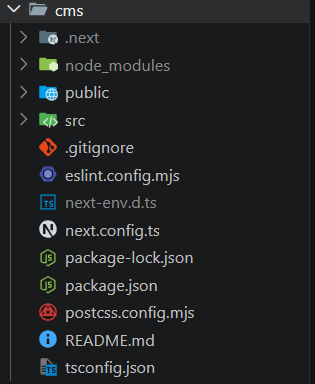 cms
.next
node_modules
public
src
.gitignore
eslint.config.mjs
next-env.d.ts
next.config.ts
package-lock.json
package.json
postcss.config.mjs
README.md
tsconfig.json